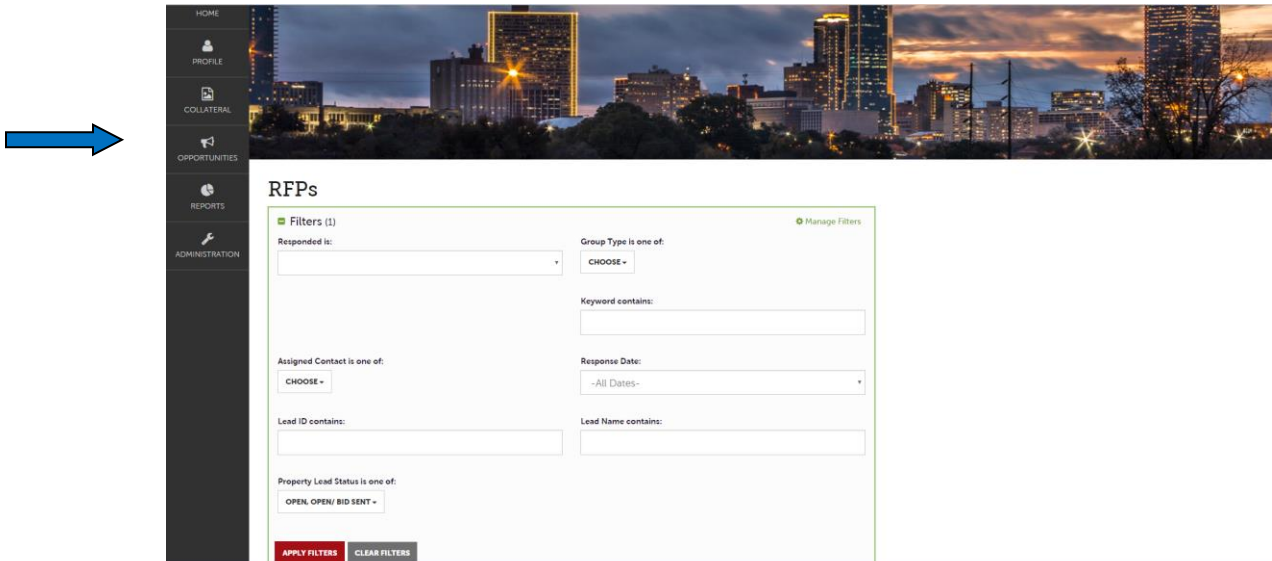 HOME
PROFILE
COLLATERAL
OPPORTUNITIES
REPORTS
ADMINISTRATION
RFPs
Filters (1)
Manage Filters
Responded is:
Group Type is one of:
CHOOSE
Keyword contains:
Assigned Contact is one of:
Response Date:
CHOOSE
-All Dates-
Lead ID contains:
Lead Name contains:
Property Lead Status is one of:
OPEN, OPEN/ BID SENT
APPLY FILTERS
CLEAR FILTERS